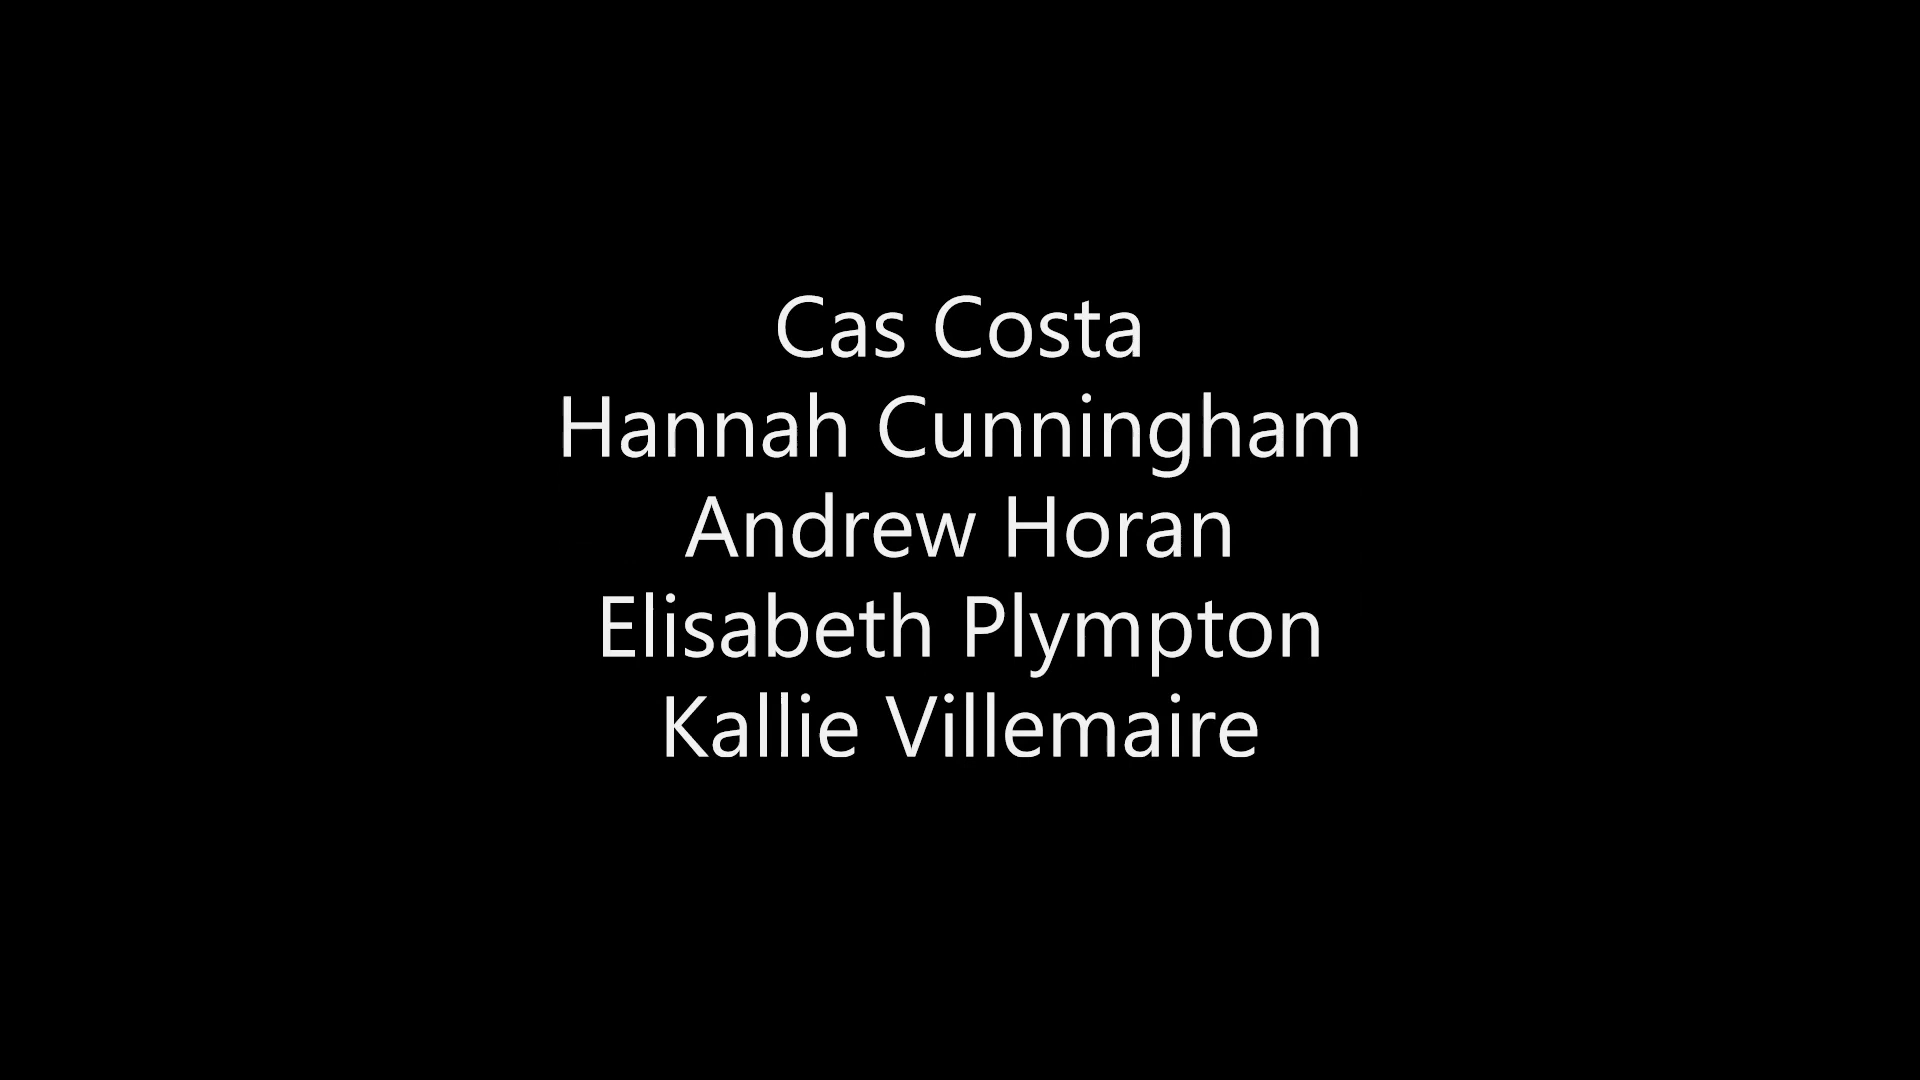 Cas Costa
Hannah Cunningham
Andrew Horan
Elisabeth Plympton
Kallie Villemaire